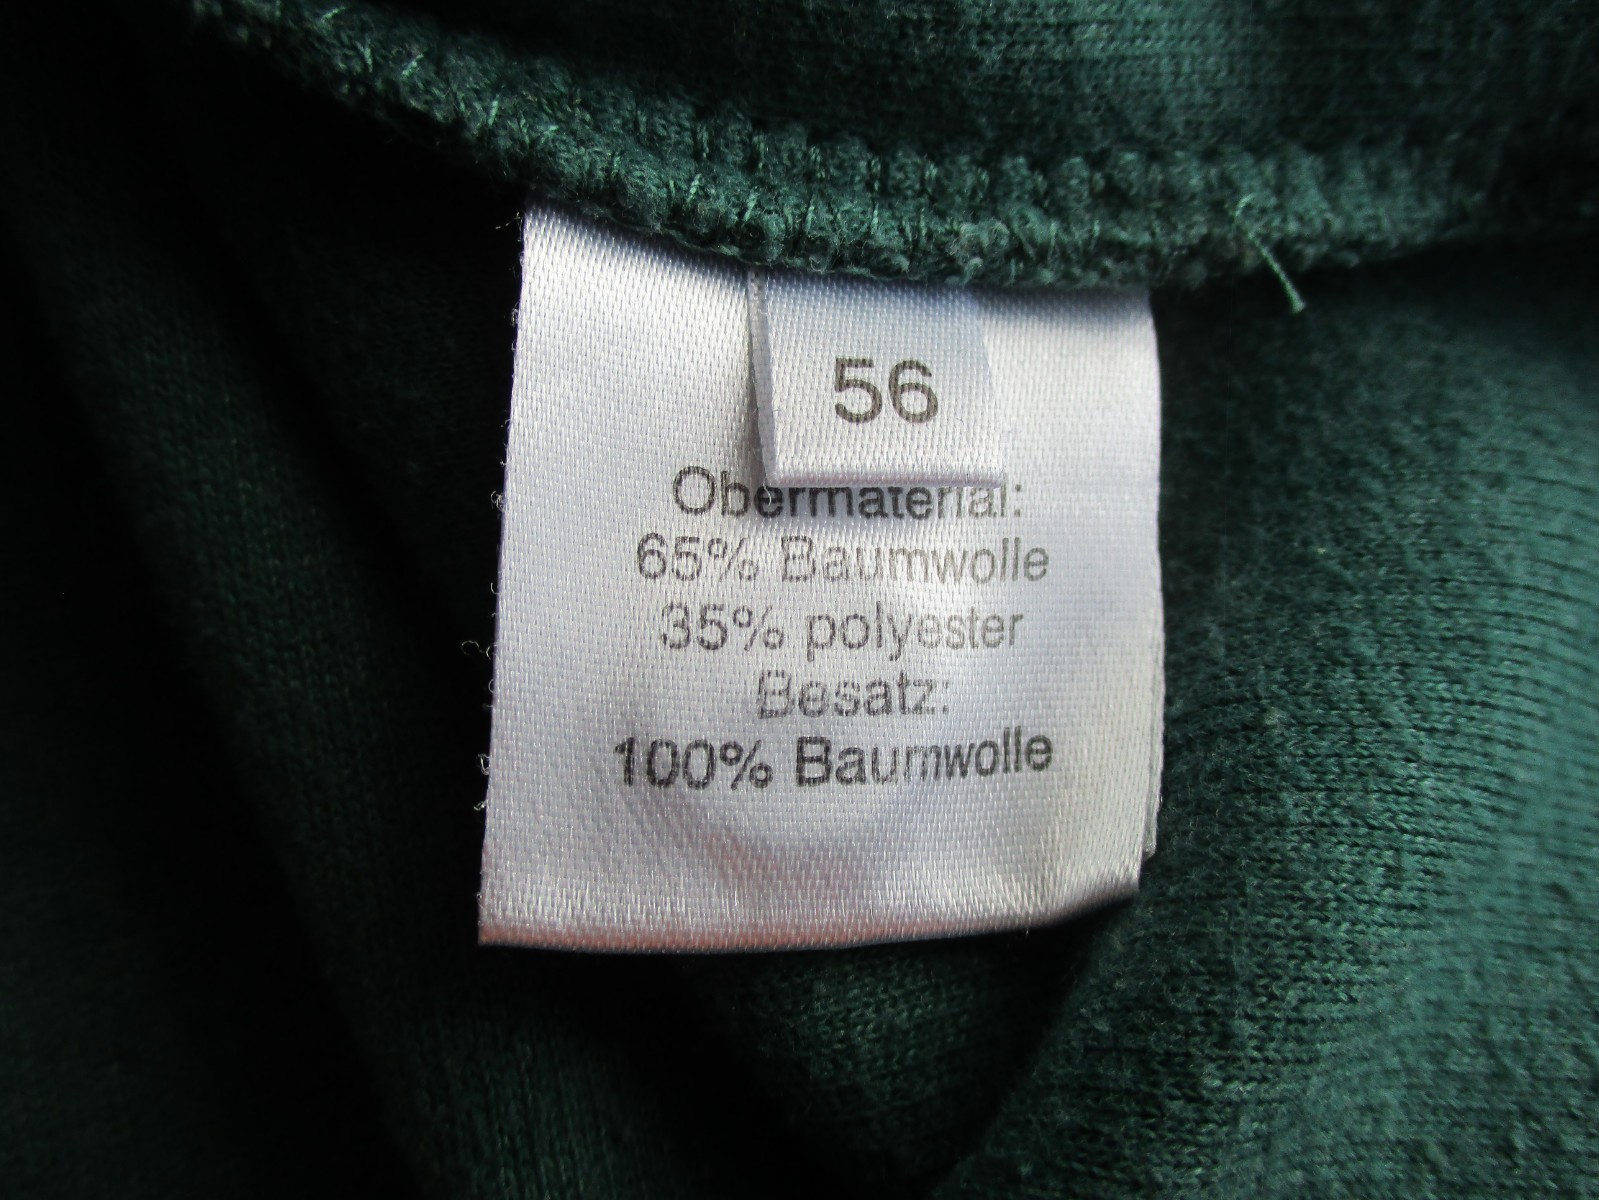 56
Obermaterial:
65% Baumwolle
35% polyester
Besatz:
100% Baumwolle